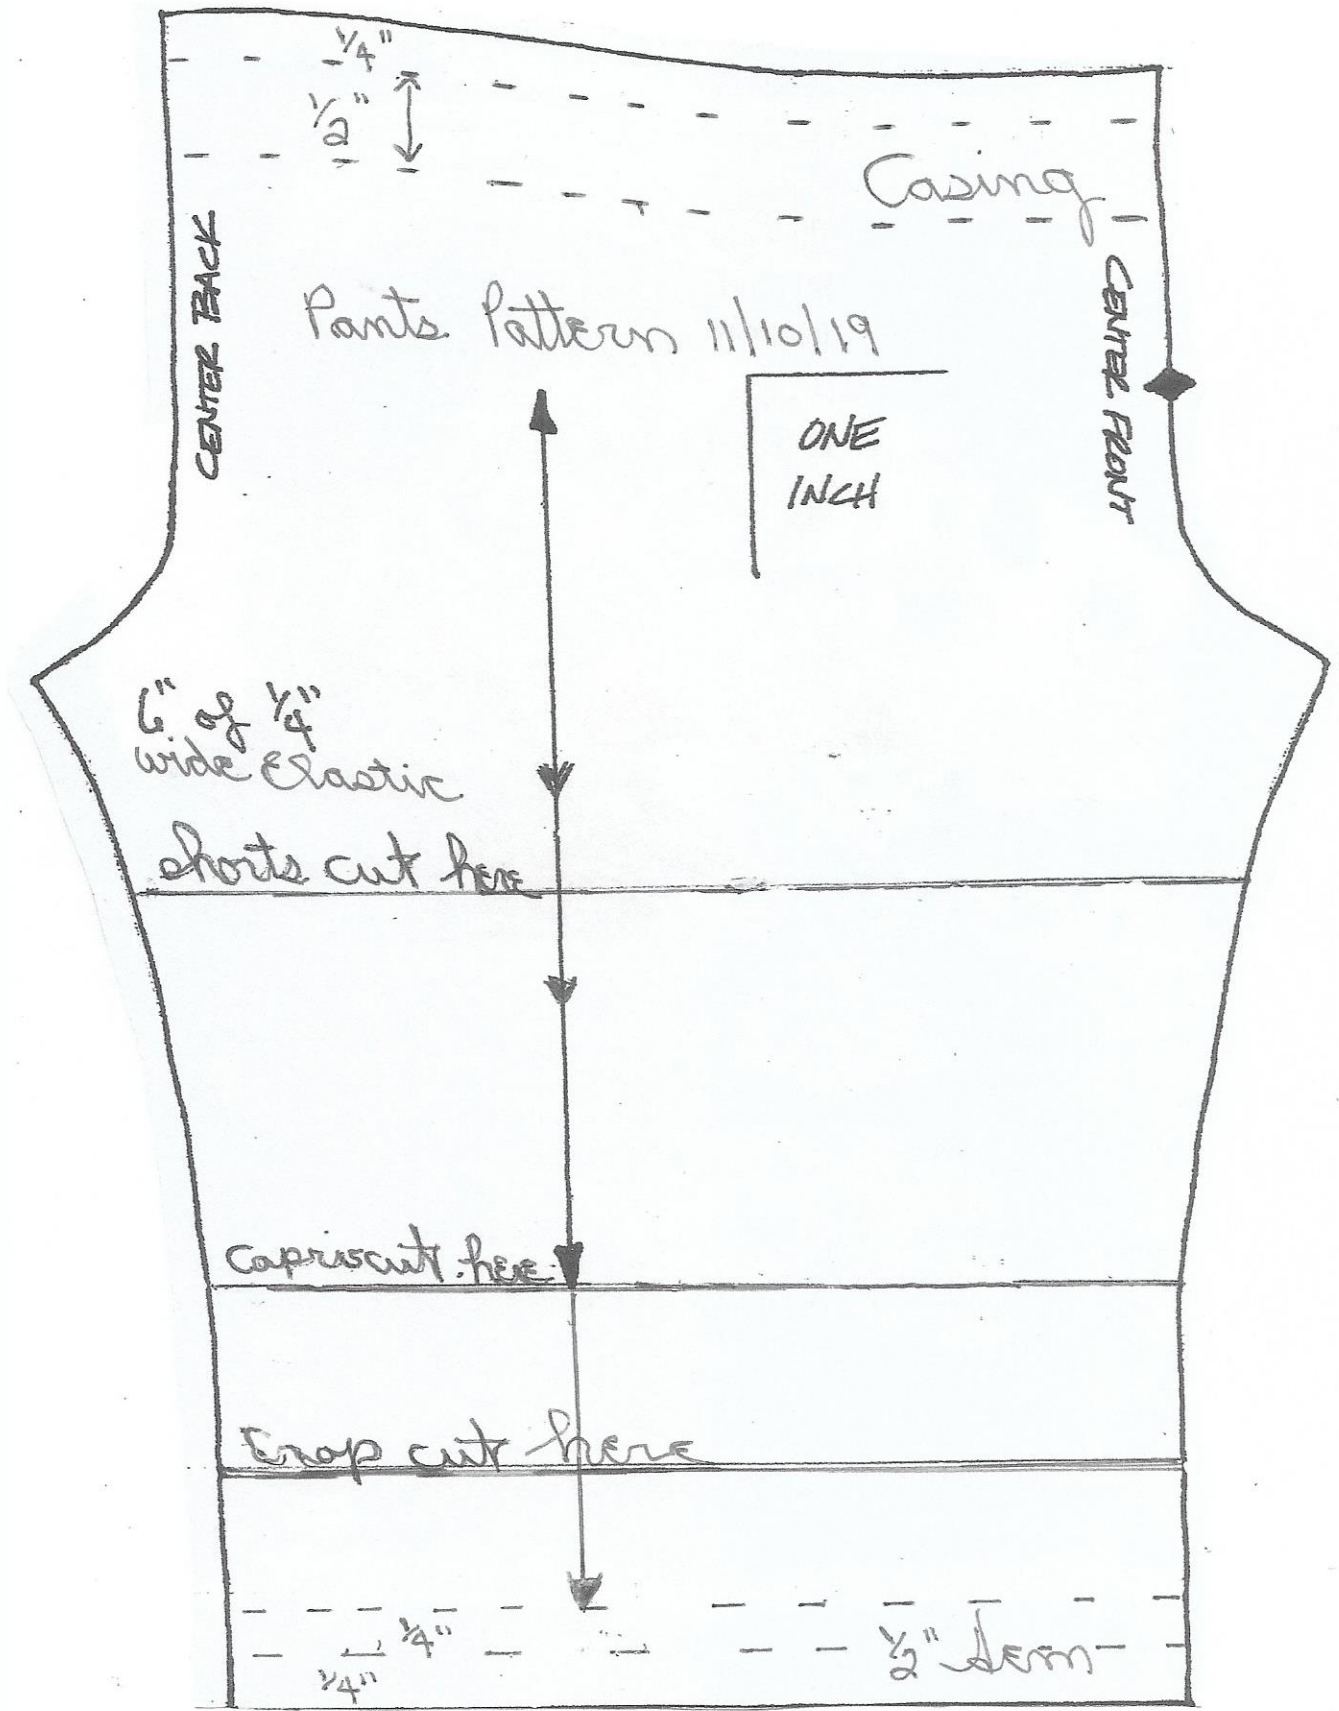 1/4"
1/2"
Casing
CENTER BACK
CENTER FRONT
Pants Pattern 11/10/19
ONE
INCH
6" of 1/4"
wide Elastic
shorts cut here
capris cut here
Crop cut here
1/4"
1/2" Hem
1/4"